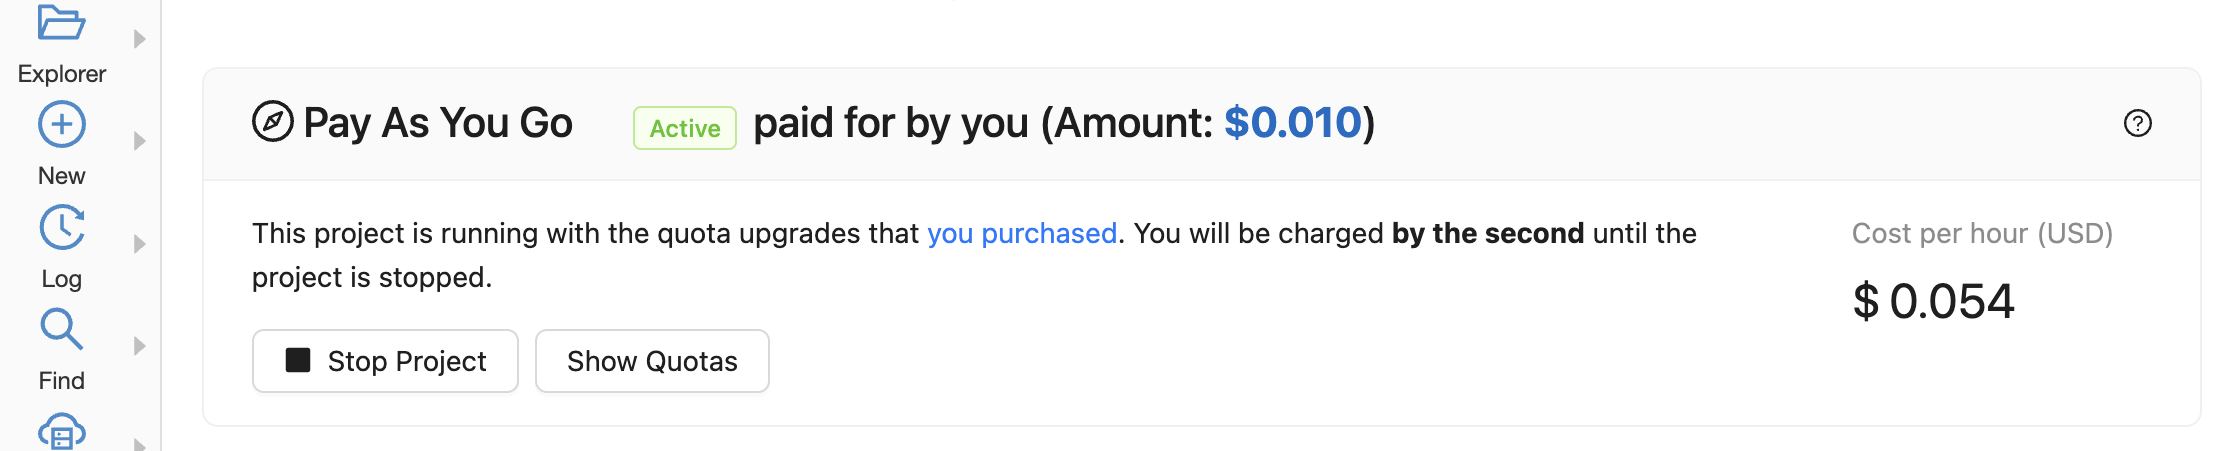 Explorer
New
Log
Find
Pay As You Go Active paid for by you (Amount: $0.010)
This project is running with the quota upgrades that you purchased. You will be charged by the second until the
project is stopped.
Stop Project Show Quotas
Cost per hour (USD)
$ 0.054